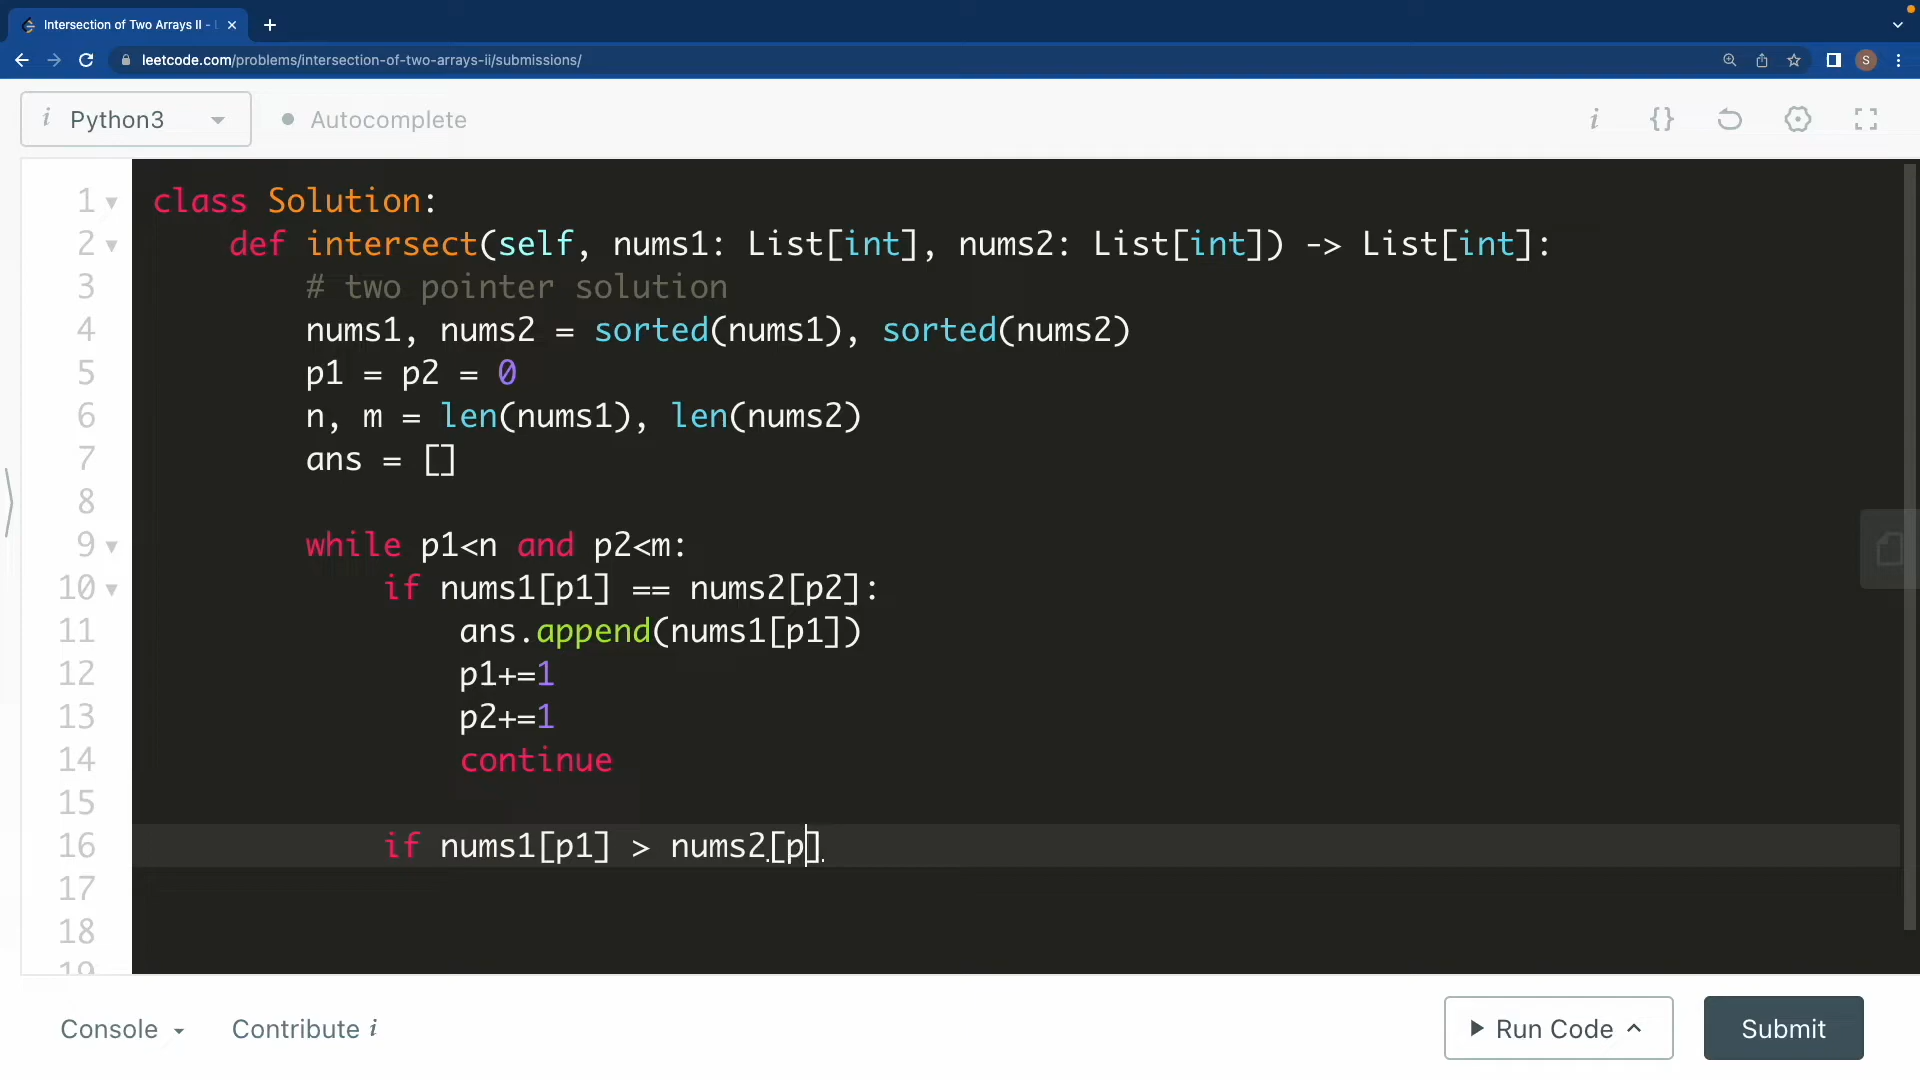 Intersection of Two Arrays II -
leetcode.com/problems/intersection-of-two-arrays-ii/submissions/
S
i Python3
Autocomplete
i {}
1 class Solution:
2 def intersect(self, nums1: List[int], nums2: List[int]) -> List[int]:
3 # two pointer solution
4 nums1, nums2 = sorted(nums1), sorted(nums2)
5 p1 = p2 = 0
6 n, m = len(nums1), len(nums2)
7 ans = []
8
9 while p1<n and p2<m:
10 if nums1[p1] == nums2[p2]:
11 ans.append(nums1[p1])
12 p1+=1
13 p2+=1
14 continue
15
16 if nums1[p1] > nums2[p]
17
18
19
Console Contribute i Run Code Submit